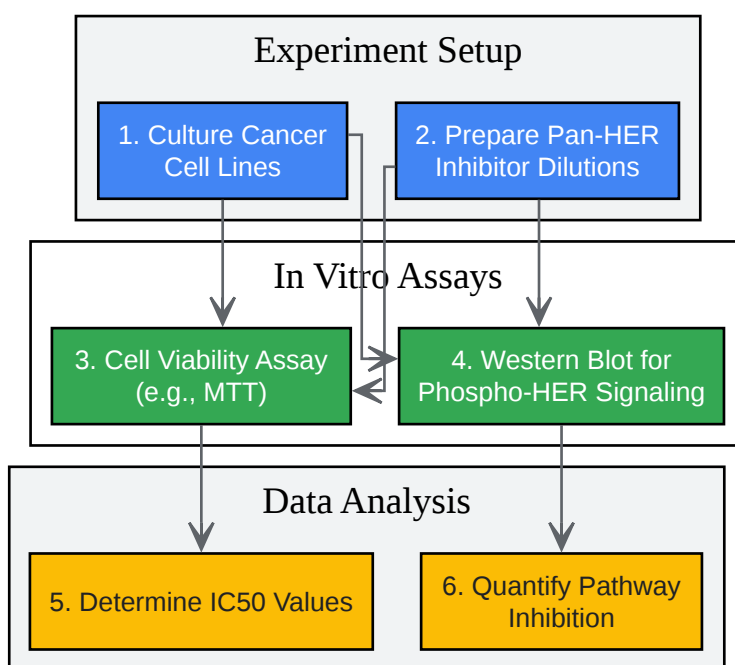 Experiment Setup
1. Culture Cancer
Cell Lines
2. Prepare Pan-HER
Inhibitor Dilutions
In Vitro Assays
3. Cell Viability Assay
(e.g., MTT)
4. Western Blot for
Phospho-HER Signaling
Data Analysis
5. Determine IC50 Values
6. Quantify Pathway
Inhibition